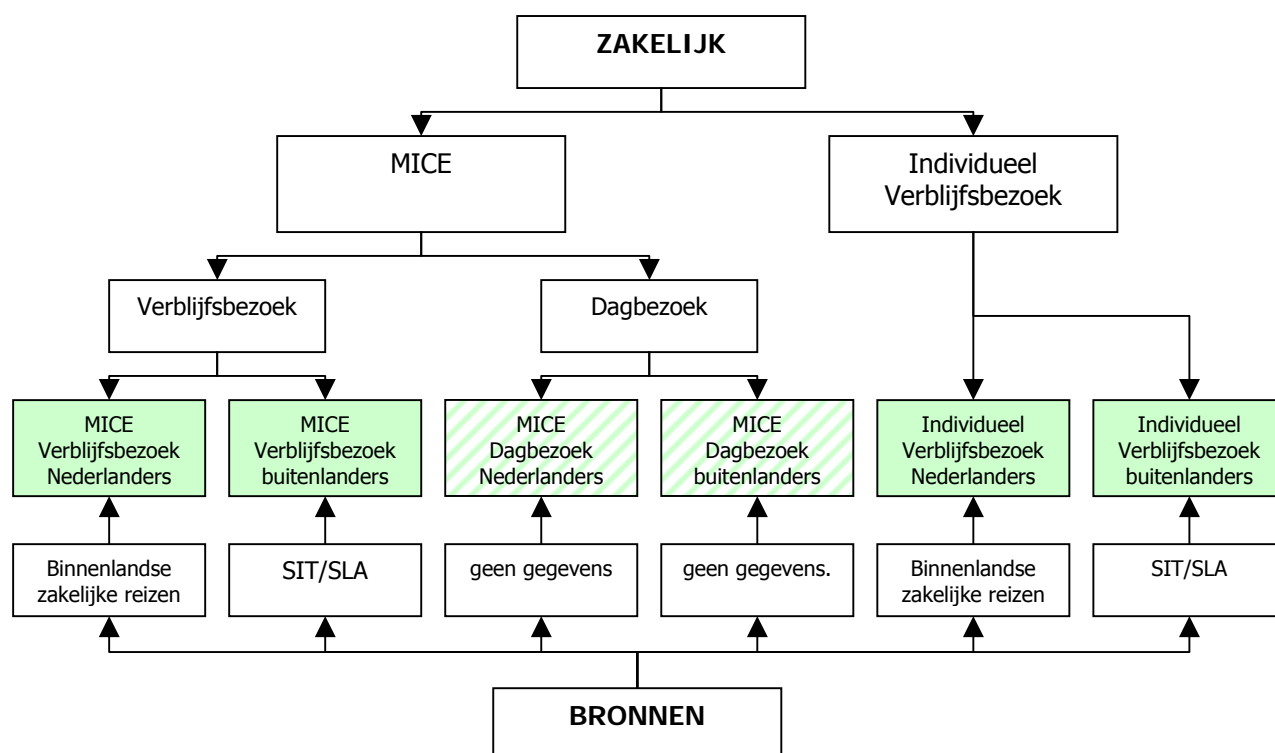 ZAKELIJK
MICE
Individueel
Verblijfsbezoek
Verblijfsbezoek
Dagbezoek
MICE
Verblijfsbezoek
Nederlanders
MICE
Verblijfsbezoek
buitenlanders
MICE
Dagbezoek
Nederlanders
MICE
Dagbezoek
buitenlanders
Individueel
Verblijfsbezoek
Nederlanders
Individueel
Verblijfsbezoek
buitenlanders
Binnenlandse
zakelijke reizen
SIT/SLA
geen gegevens
geen gegevens.
Binnenlandse
zakelijke reizen
SIT/SLA
BRONNEN